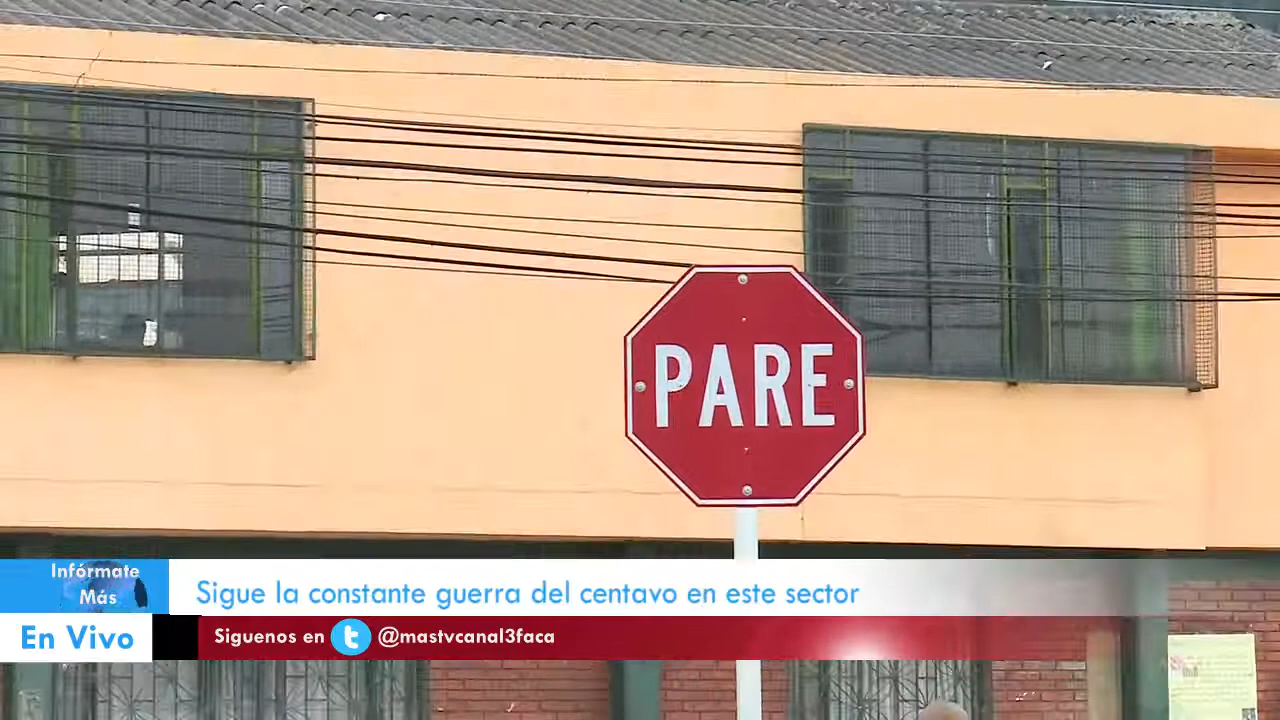 PARE
Infórmate
Más
Sigue la constante guerra del centavo en este sector
En Vivo
Siguenos en @mastvcanal3faca